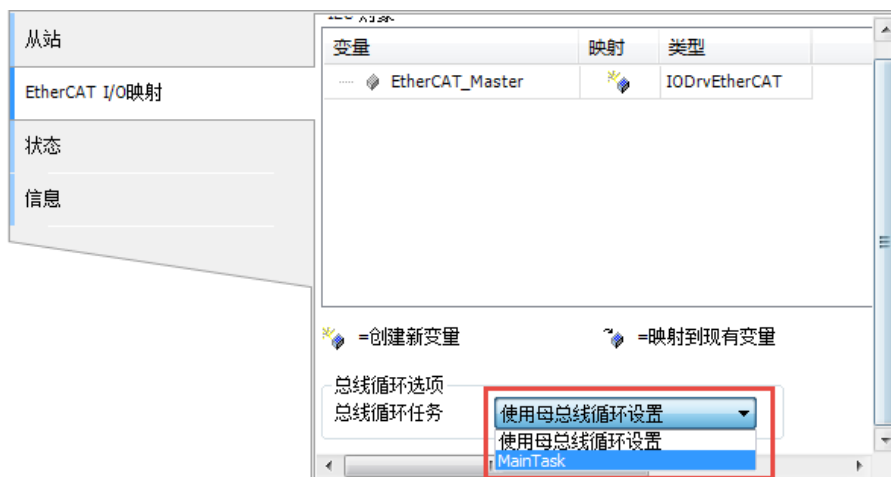 从站
EtherCAT I/O映射
状态
信息
变量 映射 类型
EtherCAT_Master IODrvEtherCAT
=创建新变量 =映射到现有变量
总线循环选项
总线循环任务 使用母总线循环设置
使用母总线循环设置
MainTask